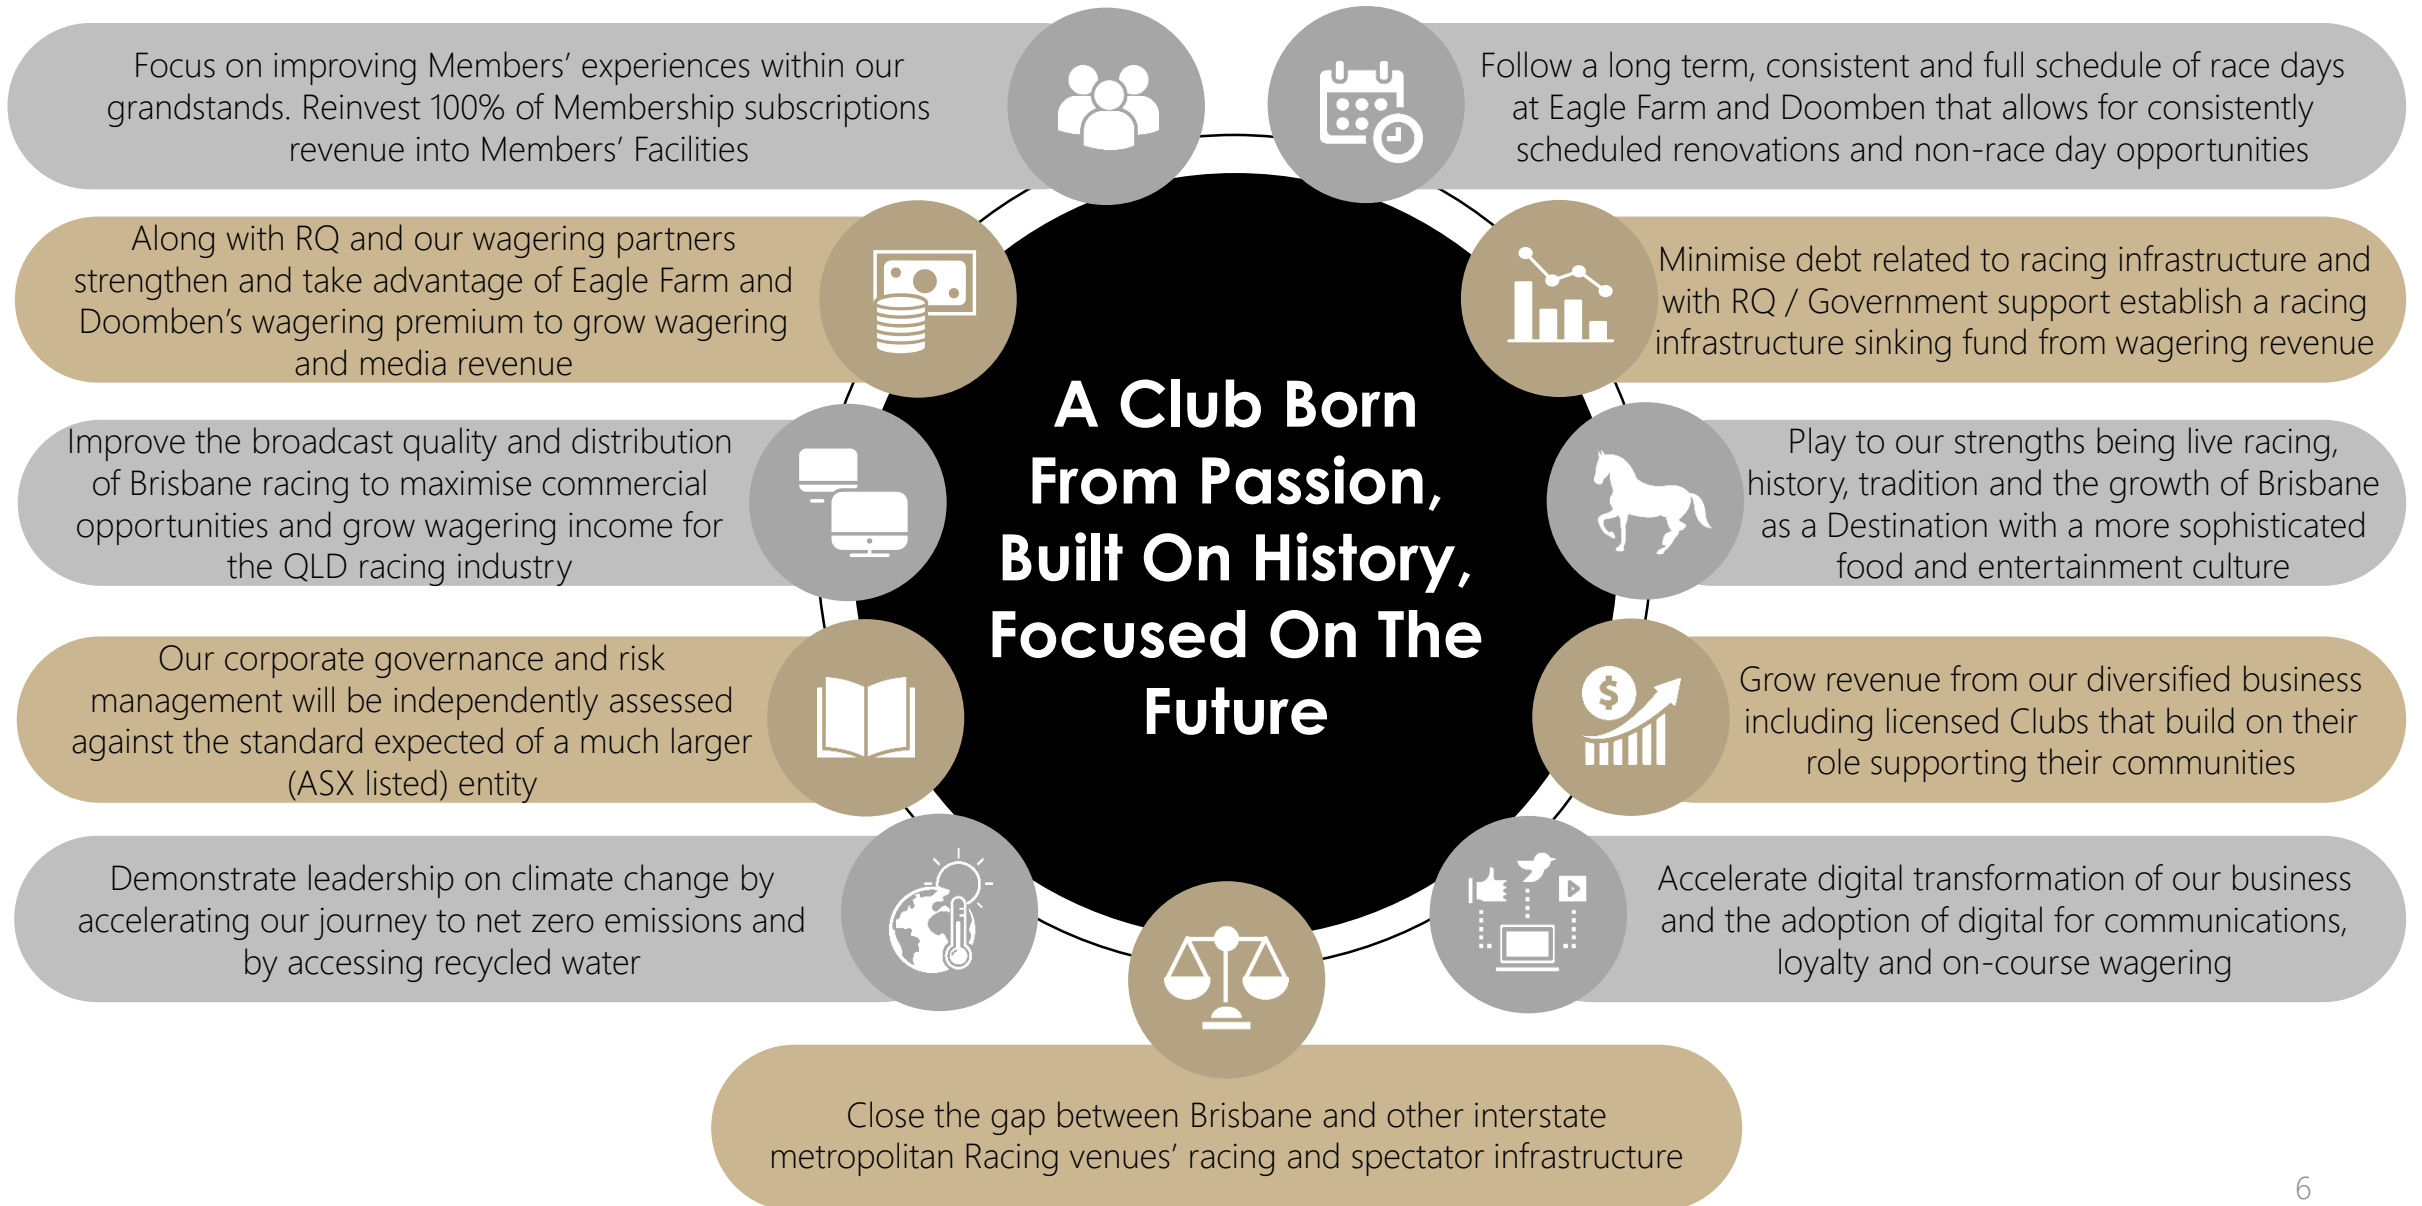 Focus on improving Members’ experiences within our
grandstands. Reinvest 100% of Membership subscriptions
revenue into Members’ Facilities
Follow a long term, consistent and full schedule of race days
at Eagle Farm and Doomben that allows for consistently
scheduled renovations and non-race day opportunities
Along with RQ and our wagering partners
strengthen and take advantage of Eagle Farm and
Doomben’s wagering premium to grow wagering
and media revenue
Minimise debt related to racing infrastructure and
with RQ / Government support establish a racing
infrastructure sinking fund from wagering revenue
A Club Born
From Passion,
Built On History,
Focused On The
Future
Improve the broadcast quality and distribution
of Brisbane racing to maximise commercial
opportunities and grow wagering income for
the QLD racing industry
Play to our strengths being live racing,
history, tradition and the growth of Brisbane
as a Destination with a more sophisticated
food and entertainment culture
Our corporate governance and risk
management will be independently assessed
against the standard expected of a much larger
(ASX listed) entity
$
Grow revenue from our diversified business
including licensed Clubs that build on their
role supporting their communities
Demonstrate leadership on climate change by
accelerating our journey to net zero emissions and
by accessing recycled water
Accelerate digital transformation of our business
and the adoption of digital for communications,
loyalty and on-course wagering
Close the gap between Brisbane and other interstate
metropolitan Racing venues’ racing and spectator infrastructure
6